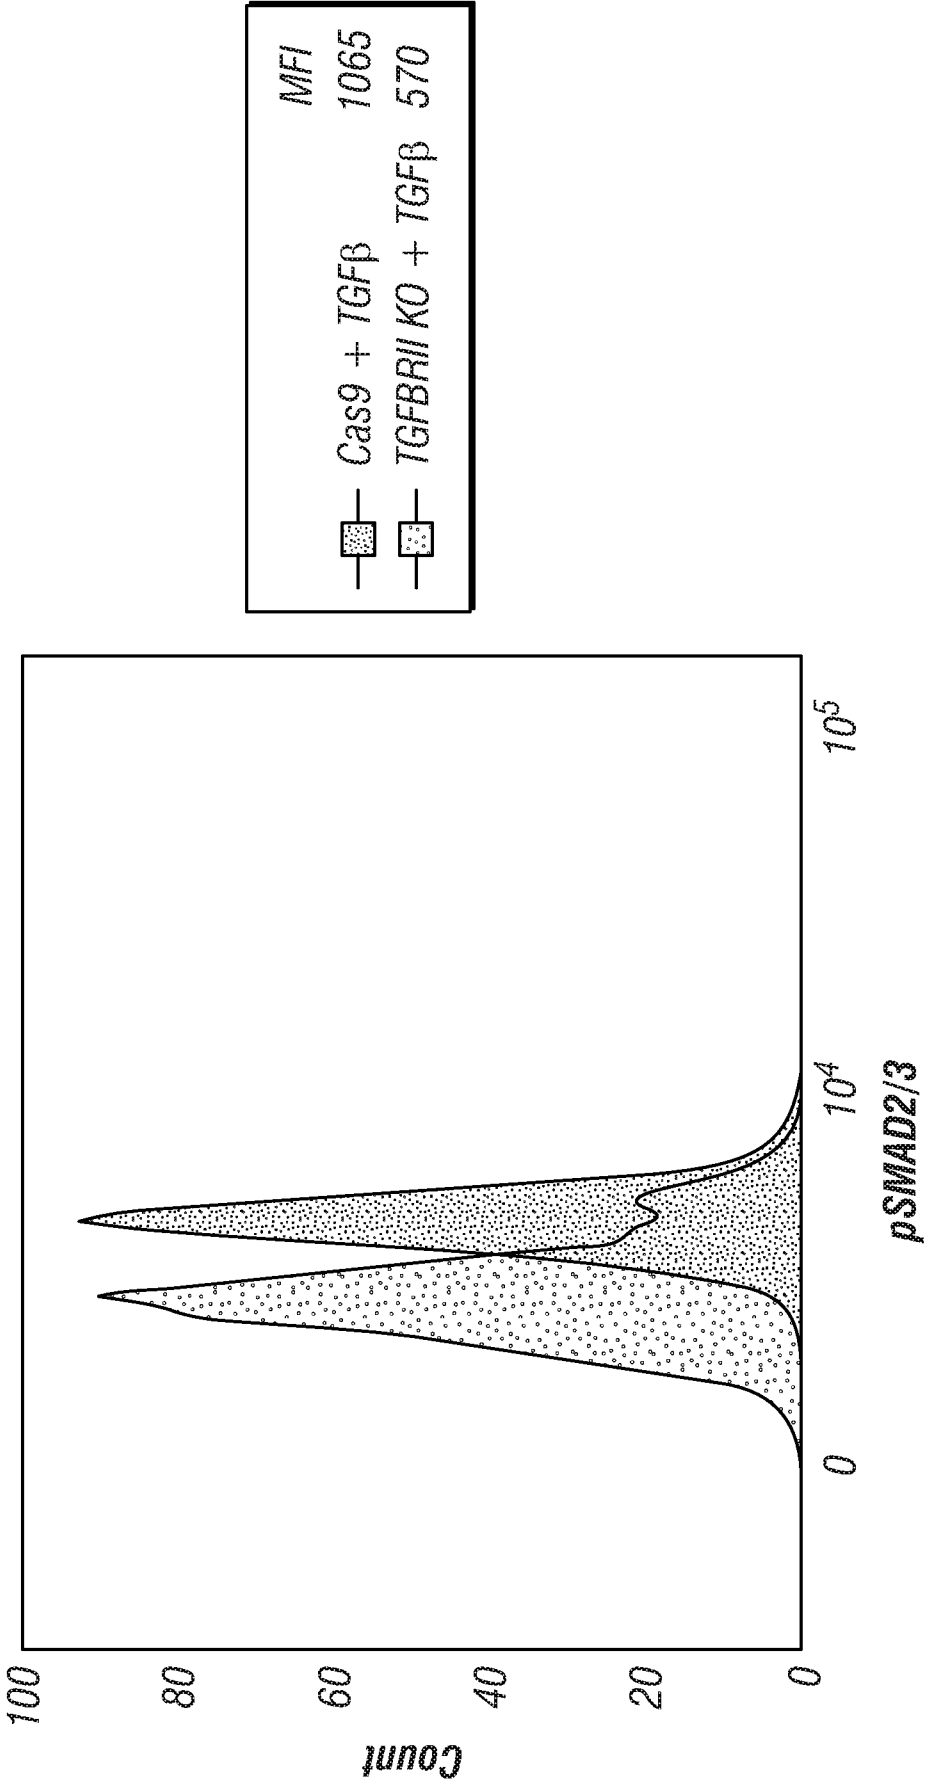 100
80
60
40
20
0
Count
0
10⁴
10⁵
pSMAD2/3
MFI
Cas9 + TGFβ 1065
TGFBRII KO + TGFβ 570